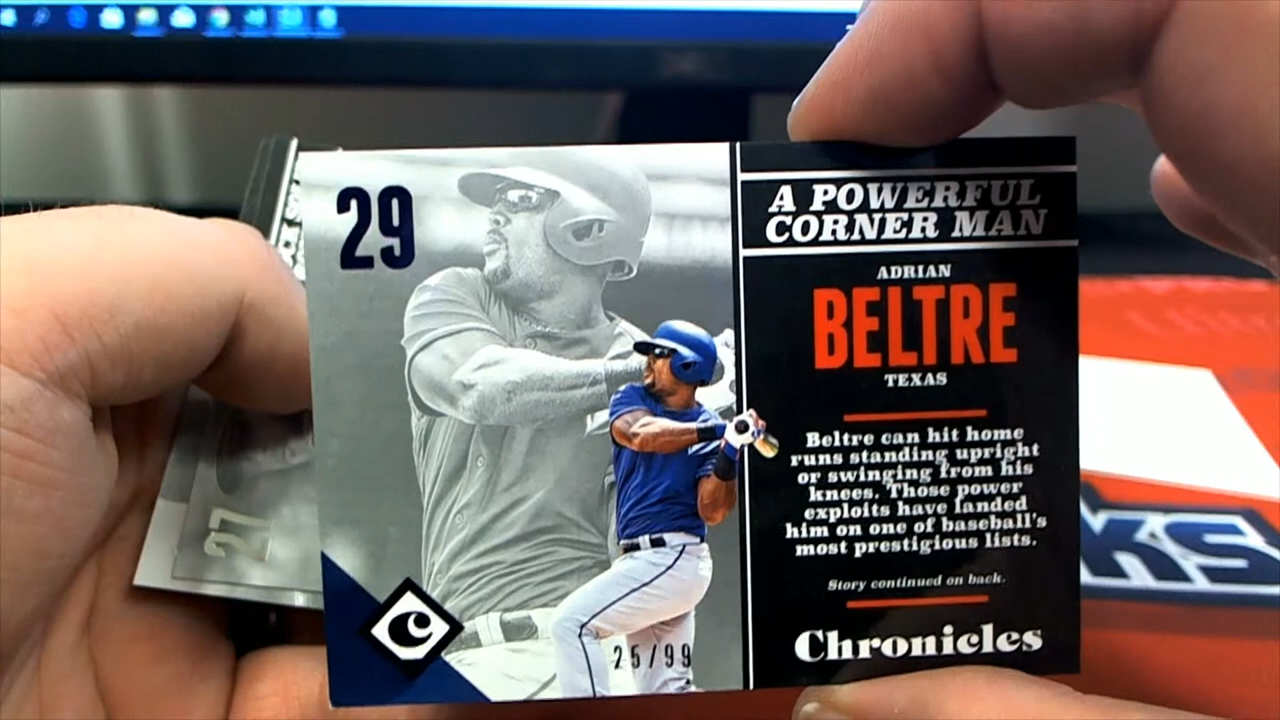 29
A POWERFUL
CORNER MAN
ADRIAN
BELTRE
TEXAS
Beltre can hit home
runs standing upright
or swinging from his
knees. Those power
exploits have landed
him on one of baseball's
most prestigious lists.
Story continued on back.
Chronicles
25/99
27
ks